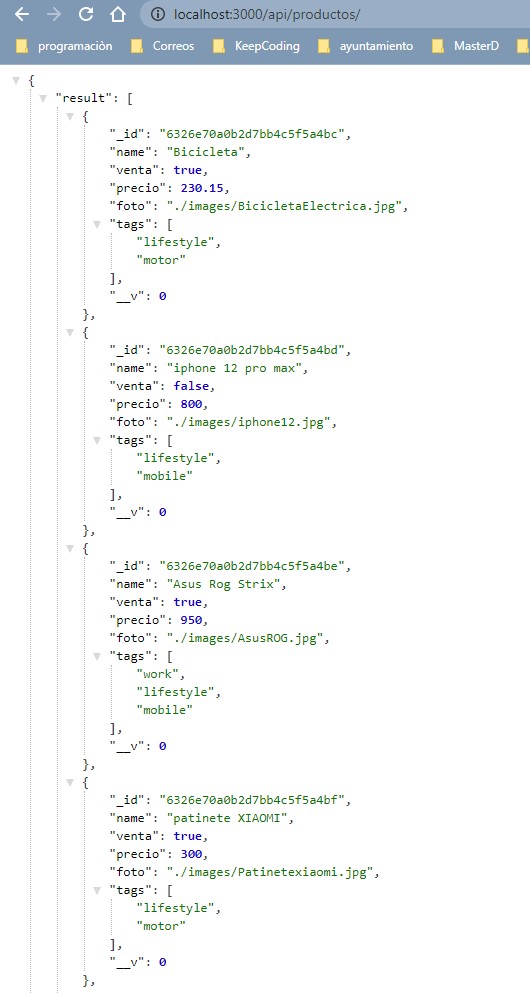 localhost:3000/api/productos/
programaciòn Correos KeepCoding ayuntamiento MasterD
{
"result": [
{
"_id": "6326e70a0b2d7bb4c5f5a4bc",
"name": "Bicicleta",
"venta": true,
"precio": 230.15,
"foto": "./images/BicicletaElectrica.jpg",
"tags": [
"lifestyle",
"motor"
],
"__v": 0
},
{
"_id": "6326e70a0b2d7bb4c5f5a4bd",
"name": "iphone 12 pro max",
"venta": false,
"precio": 800,
"foto": "./images/iphone12.jpg",
"tags": [
"lifestyle",
"mobile"
],
"__v": 0
},
{
"_id": "6326e70a0b2d7bb4c5f5a4be",
"name": "Asus Rog Strix",
"venta": true,
"precio": 950,
"foto": "./images/AsusROG.jpg",
"tags": [
"work",
"lifestyle",
"mobile"
],
"__v": 0
},
{
"_id": "6326e70a0b2d7bb4c5f5a4bf",
"name": "patinete XIAOMI",
"venta": true,
"precio": 300,
"foto": "./images/Patinetexiaomi.jpg",
"tags": [
"lifestyle",
"motor"
],
"__v": 0
},